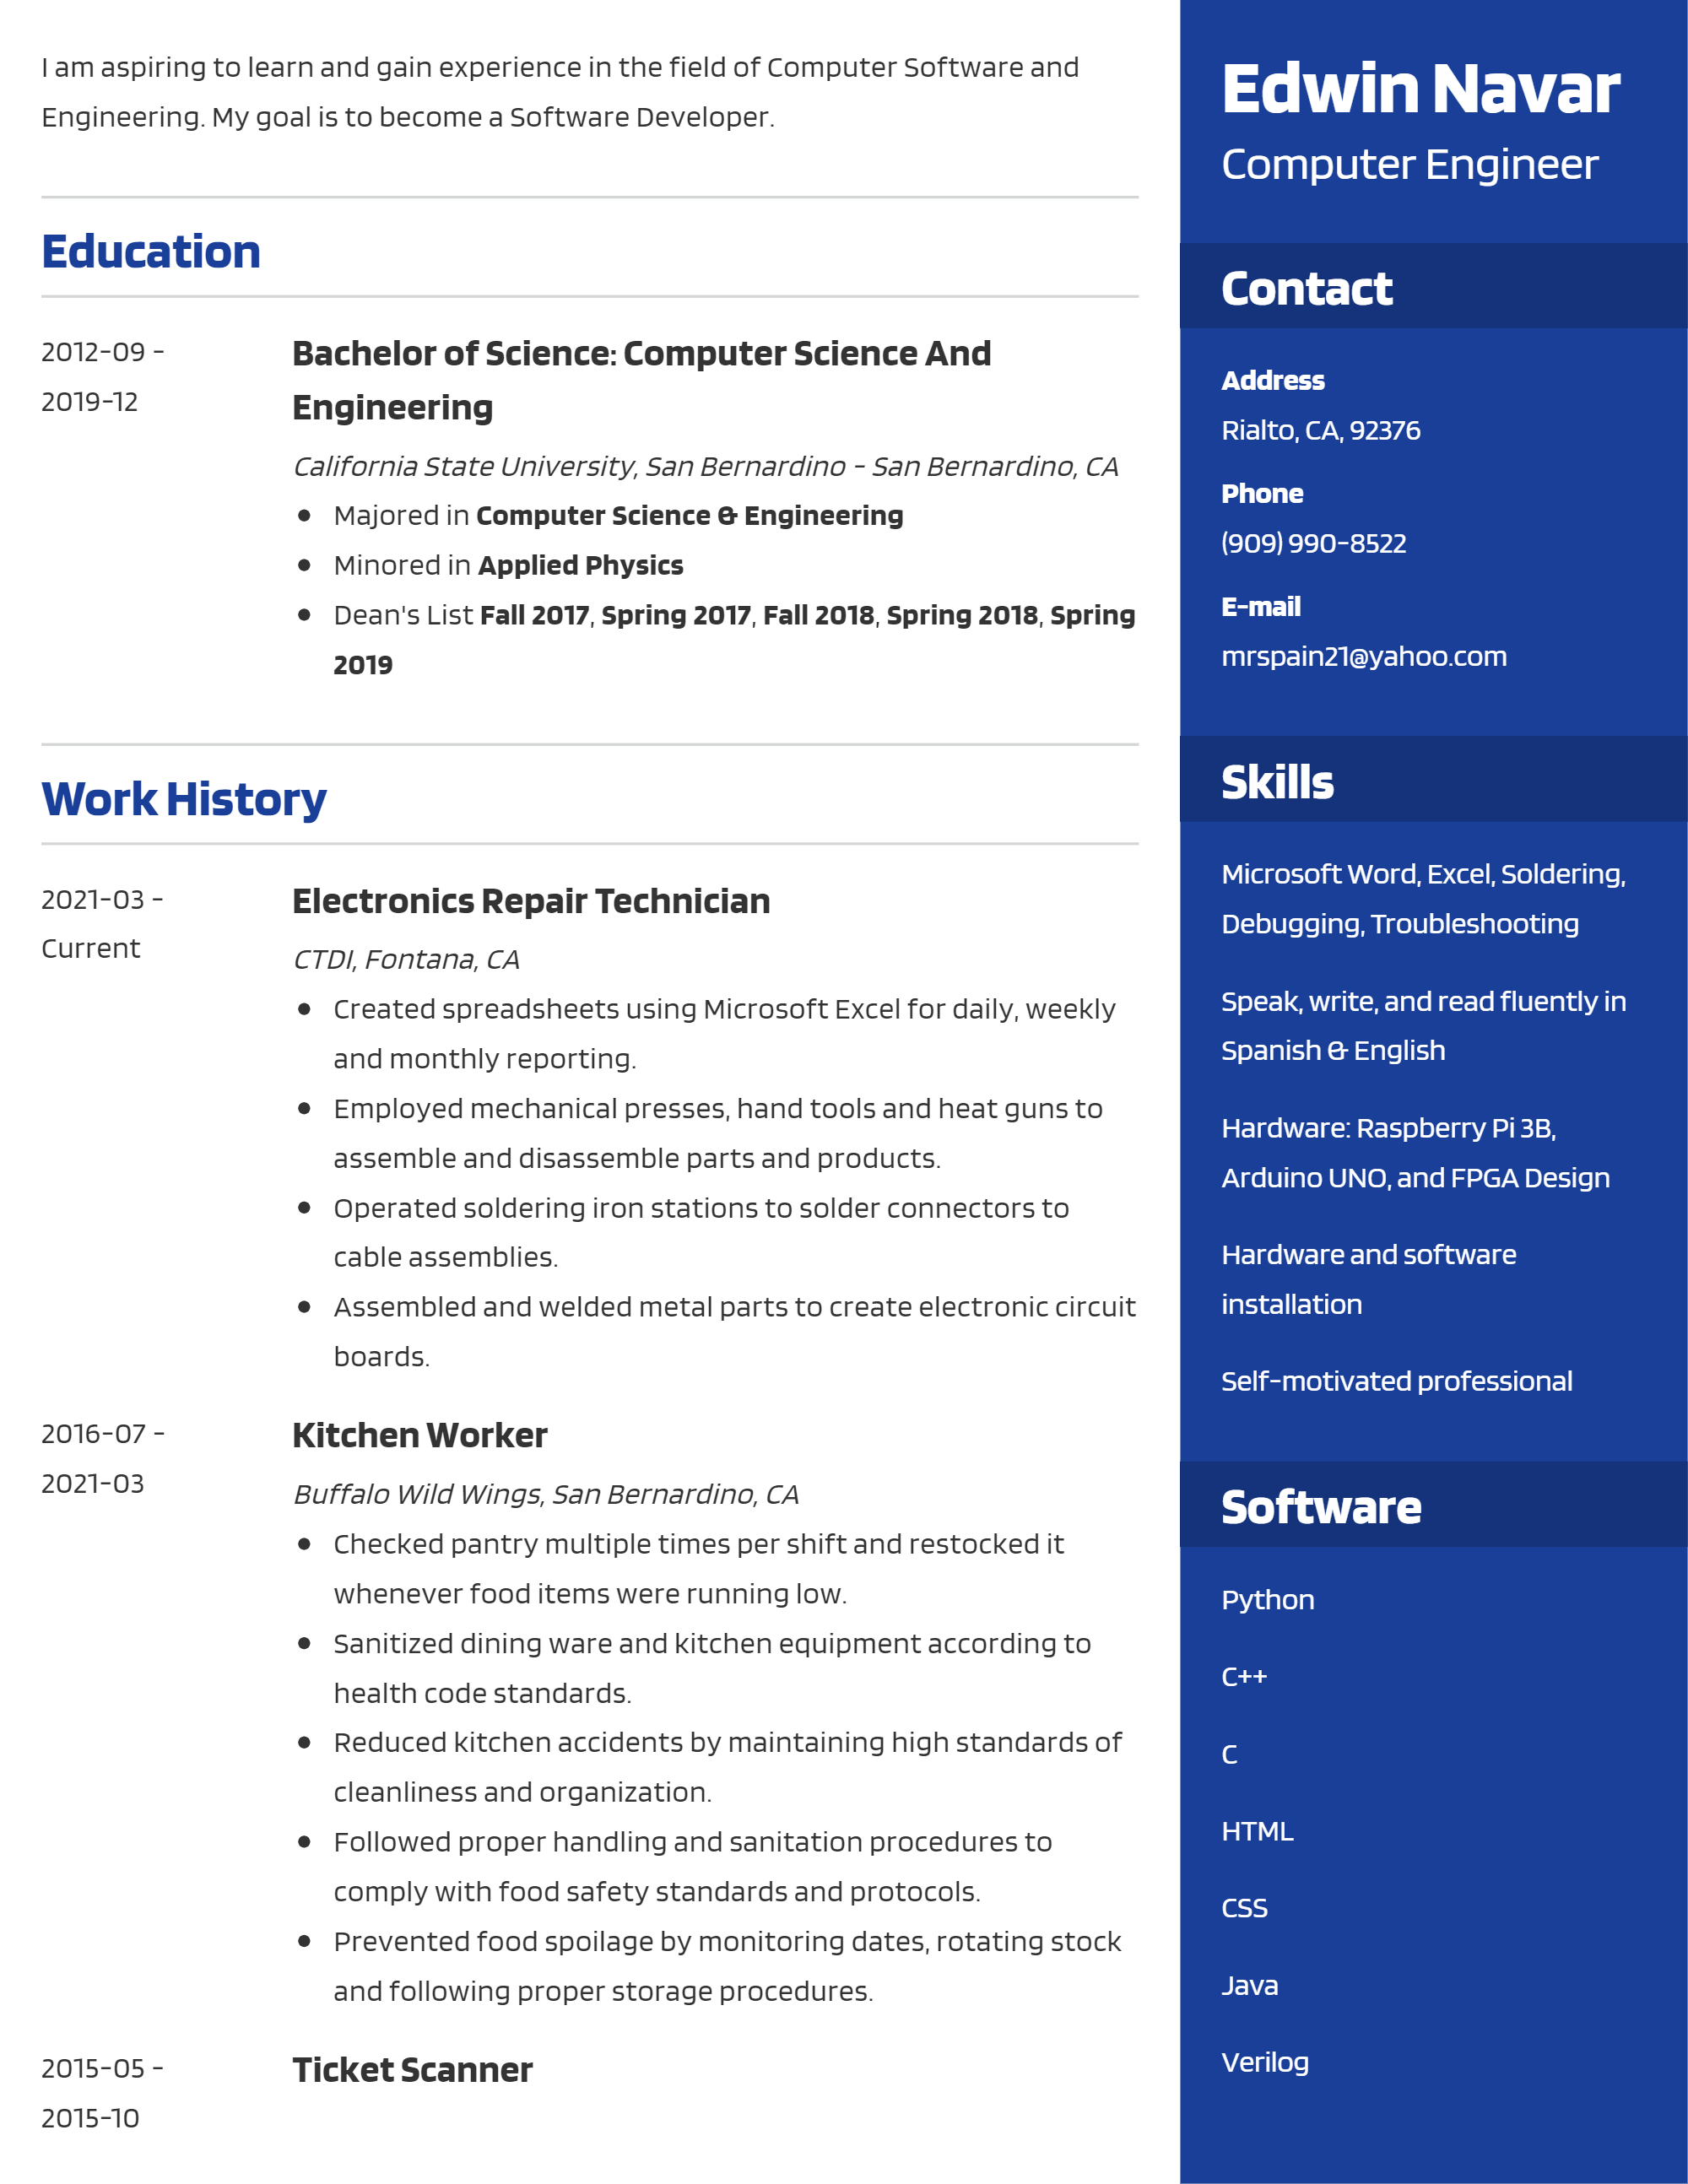 I am aspiring to learn and gain experience in the field of Computer Software and
Engineering. My goal is to become a Software Developer.
Education
2012-09 -
2019-12
Bachelor of Science: Computer Science And
Engineering
California State University, San Bernardino - San Bernardino, CA
• Majored in Computer Science & Engineering
• Minored in Applied Physics
• Dean's List Fall 2017, Spring 2017, Fall 2018, Spring 2018, Spring
2019
Work History
2021-03 -
Current
Electronics Repair Technician
CTDI, Fontana, CA
• Created spreadsheets using Microsoft Excel for daily, weekly
and monthly reporting.
• Employed mechanical presses, hand tools and heat guns to
assemble and disassemble parts and products.
• Operated soldering iron stations to solder connectors to
cable assemblies.
• Assembled and welded metal parts to create electronic circuit
boards.
2016-07 -
2021-03
Kitchen Worker
Buffalo Wild Wings, San Bernardino, CA
• Checked pantry multiple times per shift and restocked it
whenever food items were running low.
• Sanitized dining ware and kitchen equipment according to
health code standards.
• Reduced kitchen accidents by maintaining high standards of
cleanliness and organization.
• Followed proper handling and sanitation procedures to
comply with food safety standards and protocols.
• Prevented food spoilage by monitoring dates, rotating stock
and following proper storage procedures.
2015-05 -
2015-10
Ticket Scanner
Edwin Navar
Computer Engineer
Contact
Address
Rialto, CA, 92376
Phone
(909) 990-8522
E-mail
mrspain21@yahoo.com
Skills
Microsoft Word, Excel, Soldering,
Debugging, Troubleshooting
Speak, write, and read fluently in
Spanish & English
Hardware: Raspberry Pi 3B,
Arduino UNO, and FPGA Design
Hardware and software
installation
Self-motivated professional
Software
Python
C++
C
HTML
CSS
Java
Verilog